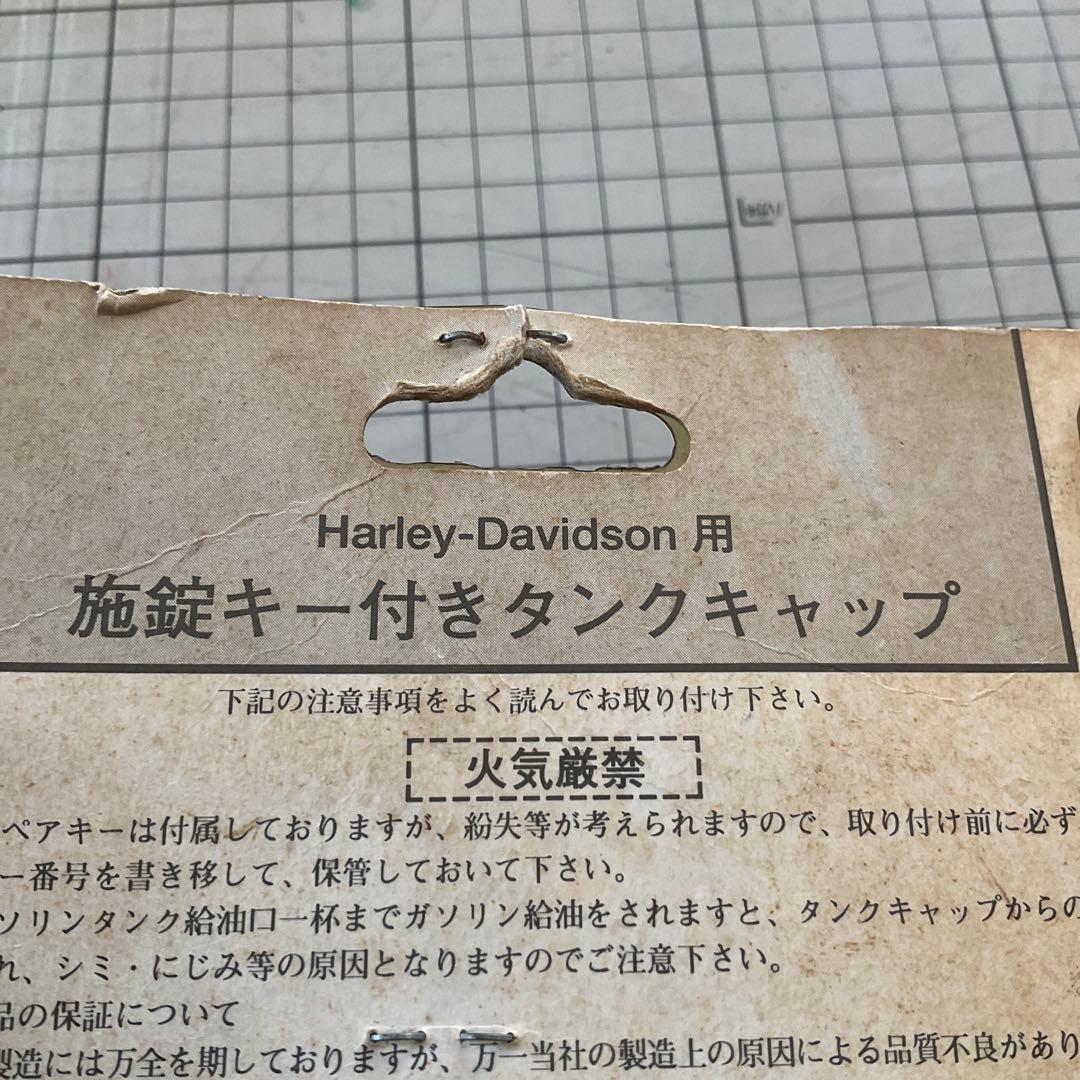 Harley-Davidson 用
施錠キー付きタンクキャップ
下記の注意事項をよく読んでお取り付け下さい。
火気厳禁
ペアキーは付属しておりますが、紛失等が考えられますので、取り付け前に必ず
ー番号を書き移して、保管しておいて下さい。
ソリンタンク給油口一杯までガソリン給油をされますと、タンクキャップからの
れ、シミ・にじみ等の原因となりますのでご注意下さい。
品の保証について
製造には万全を期しておりますが、万一当社の製造上の原因による品質不良があり